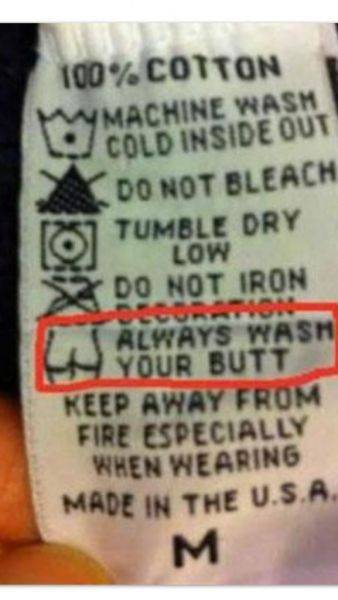 100% COTTON
MACHINE WASH
COLD INSIDE OUT
DO NOT BLEACH
TUMBLE DRY
LOW
DO NOT IRON
DECORATION
ALWAYS WASH
YOUR BUTT
KEEP AWAY FROM
FIRE ESPECIALLY
WHEN WEARING
MADE IN THE U.S.A.
M